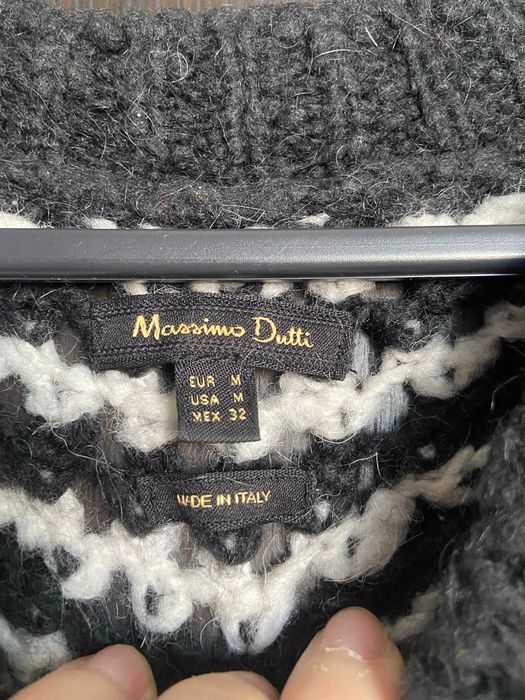 Massimo Dutti
EUR M
USA M
MEX 32
MADE IN ITALY